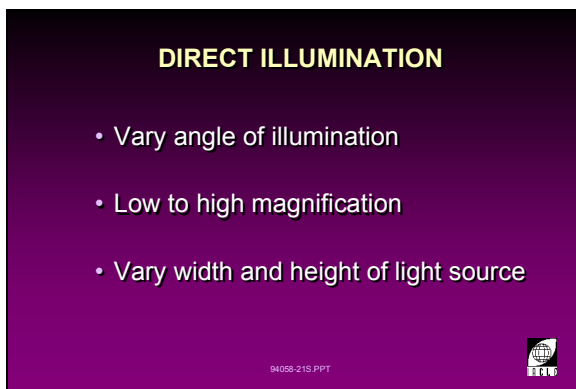 DIRECT ILLUMINATION
• Vary angle of illumination
• Low to high magnification
• Vary width and height of light source
94058-21S.PPT
IACLE